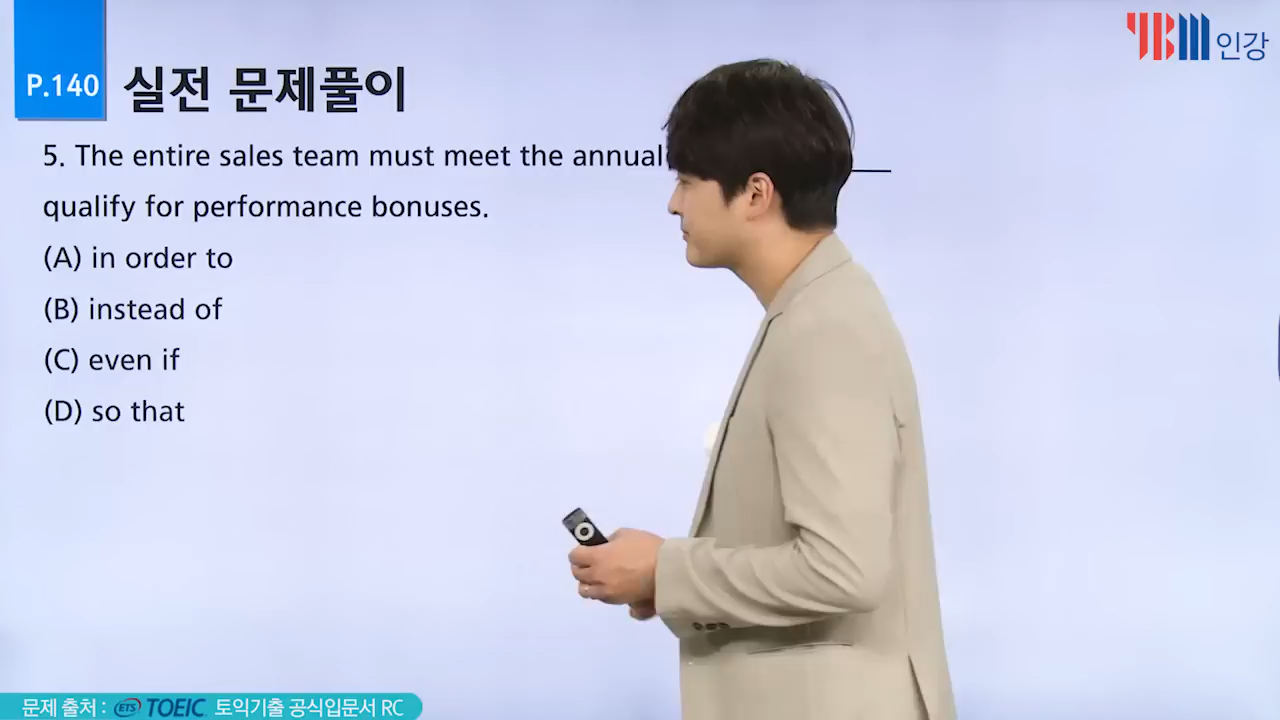 P.140 실전 문제풀이
YBM 인강
5. The entire sales team must meet the annual
qualify for performance bonuses.
(A) in order to
(B) instead of
(C) even if
(D) so that
문제 출처 : ETS TOEIC 토익기출 공식입문서 RC